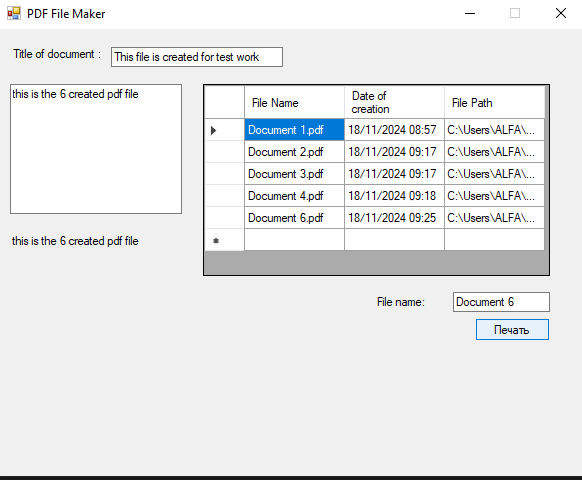 PDF File Maker
Title of document :
This file is created for test work
this is the 6 created pdf file
File Name
Date of
creation
File Path
Document 1.pdf 18/11/2024 08:57 C:\Users\ALFA\...
Document 2.pdf 18/11/2024 09:17 C:\Users\ALFA\...
Document 3.pdf 18/11/2024 09:17 C:\Users\ALFA\...
Document 4.pdf 18/11/2024 09:18 C:\Users\ALFA\...
Document 6.pdf 18/11/2024 09:25 C:\Users\ALFA\...
this is the 6 created pdf file
File name:
Document 6
Печать